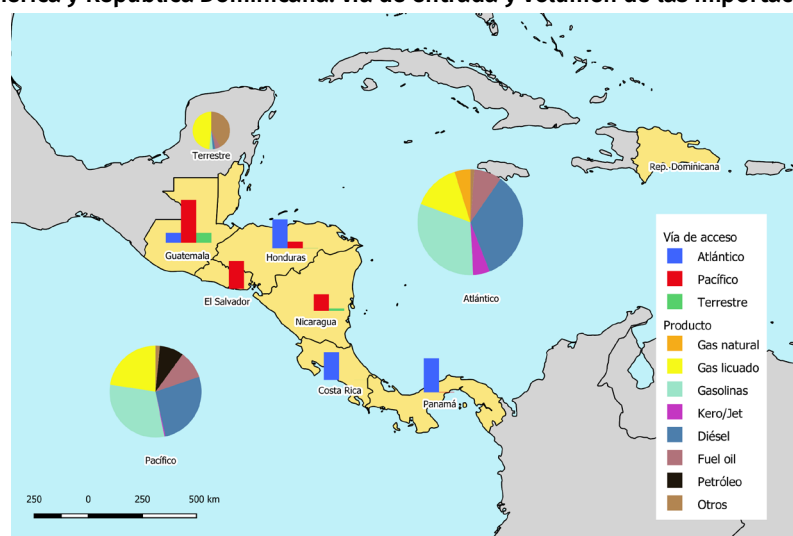 érica y República Dominicana: vía de entrada y volumen de las importac
Terrestre
Rep. Dominicana
Guatemala
Honduras
El Salvador
Nicaragua
Costa Rica
Panamá
Atlántico
Pacífico
250 0 250 500 km
Vía de acceso
Atlántico
Pacífico
Terrestre
Producto
Gas natural
Gas licuado
Gasolinas
Kero/Jet
Diésel
Fuel oil
Petróleo
Otros